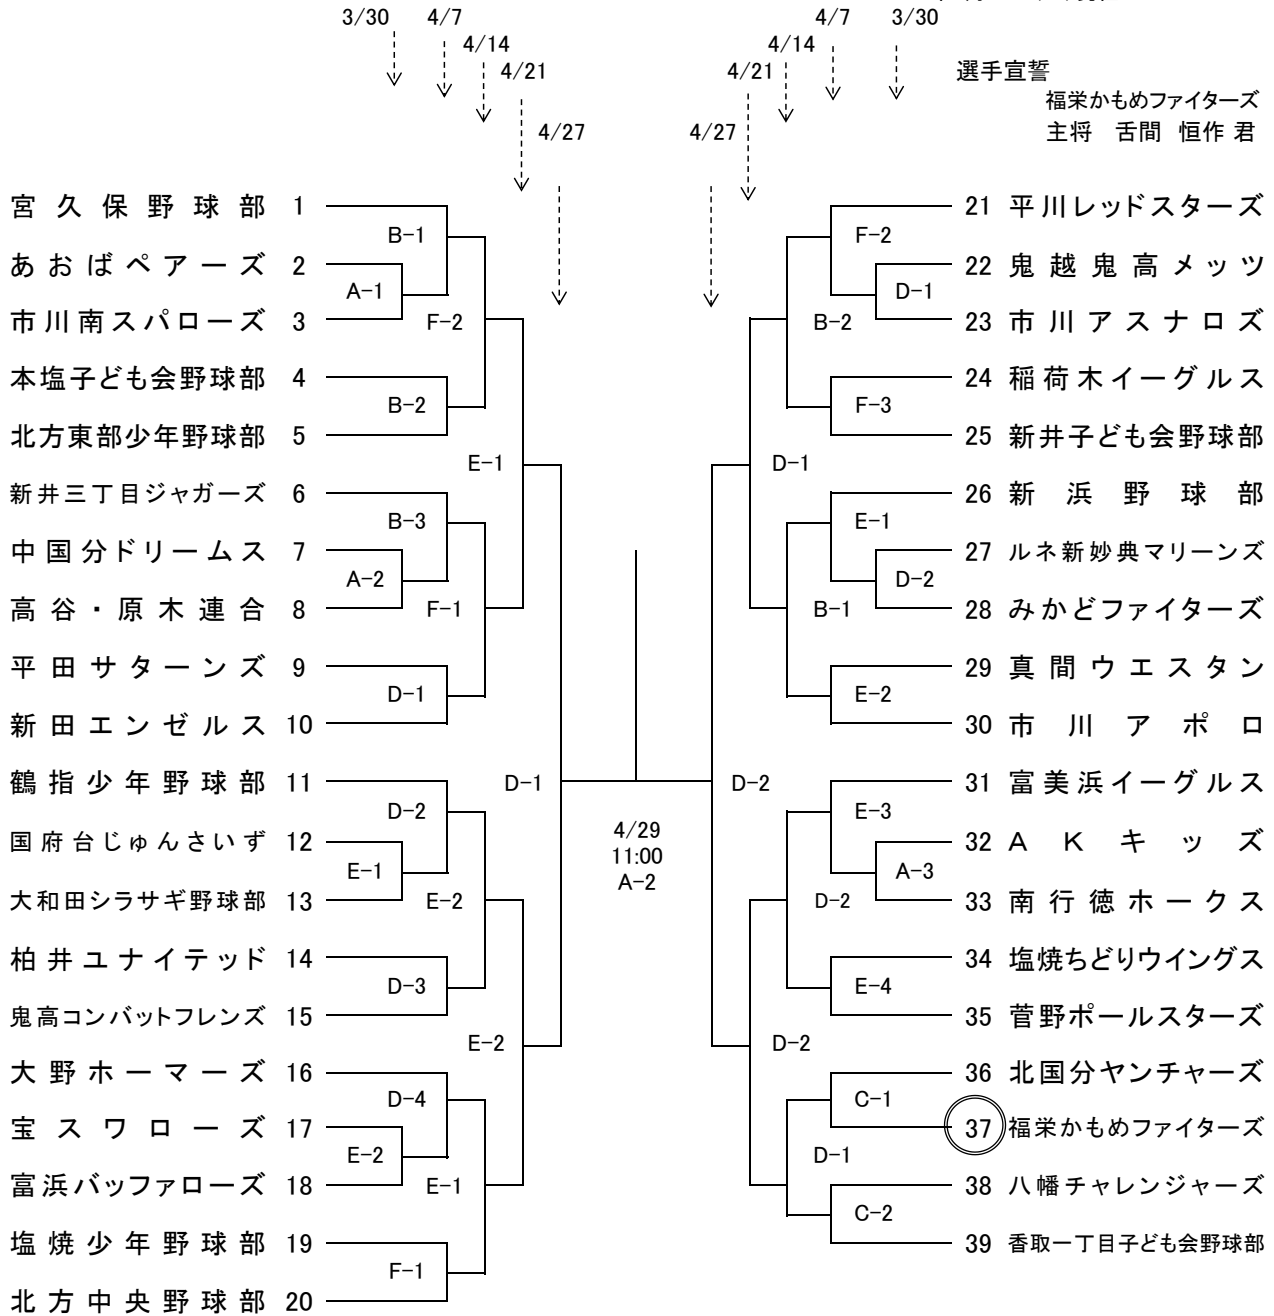 3/30 4/7
4/14
4/21
4/27
4/7 3/30
4/14
4/21
4/27
選手宣誓
福栄かもめファイターズ
主将 舌間 恒作 君
宮久保野球部 1
B-1
あおばペアーズ 2
A-1
市川南スパローズ 3
F-2
本塩子ども会野球部 4
B-2
北方東部少年野球部 5
E-1
新井三丁目ジャガーズ 6
B-3
中国分ドリームス 7
A-2
高谷・原木連合 8
F-1
平田サターンズ 9
D-1
新田エンゼルス 10
鶴指少年野球部 11
D-1
D-2
国府台じゅんさいず 12
E-1
大和田シラサギ野球部 13
E-2
柏井ユナイテッド 14
D-3
鬼高コンバットフレンズ 15
E-2
大野ホーマーズ 16
D-4
宝スワローズ 17
E-2
富浜バッファローズ 18
E-1
塩焼少年野球部 19
F-1
北方中央野球部 20
4/29
11:00
A-2
21 平川レッドスターズ
F-2
22 鬼越鬼高メッツ
D-1
23 市川アスナロズ
B-2
24 稲荷木イーグルス
F-3
25 新井子ども会野球部
D-1
26 新浜野球部
E-1
27 ルネ新妙典マリーンズ
D-2
28 みかどファイターズ
B-1
29 真間ウエスタン
E-2
30 市川アポロ
D-2
31 富美浜イーグルス
E-3
32 AKキッズ
A-3
33 南行徳ホークス
D-2
34 塩焼ちどりウイングス
E-4
35 菅野ポールスターズ
D-2
36 北国分ヤンチャーズ
C-1
37 福栄かもめファイターズ
D-1
38 八幡チャレンジャーズ
C-2
39 香取一丁目子ども会野球部